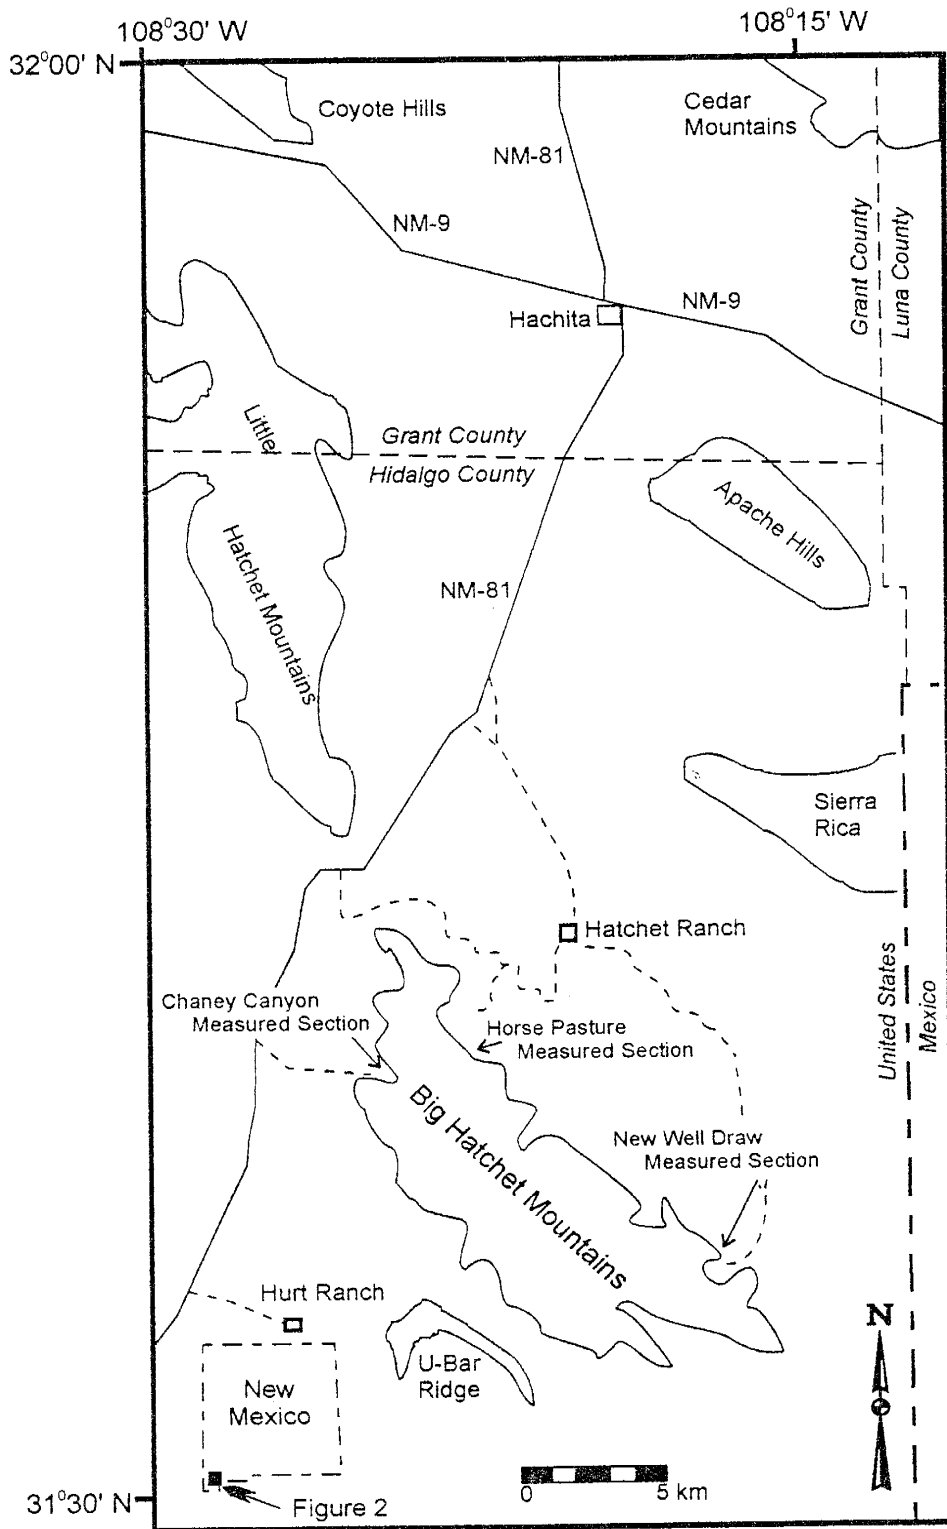 108°30' W
108°15' W
32°00' N
Coyote Hills
Cedar
Mountains
NM-81
NM-9
Grant County
Luna County
NM-9
Hachita
Little
Grant County
Hidalgo County
Apache Hills
Hatchet Mountains
NM-81
Sierra
Rica
Hatchet Ranch
United States
Mexico
Chaney Canyon
Measured Section
Horse Pasture
Measured Section
Big Hatchet Mountains
New Well Draw
Measured Section
Hurt Ranch
N
U-Bar
Ridge
New
Mexico
0 5 km
31°30' N
Figure 2